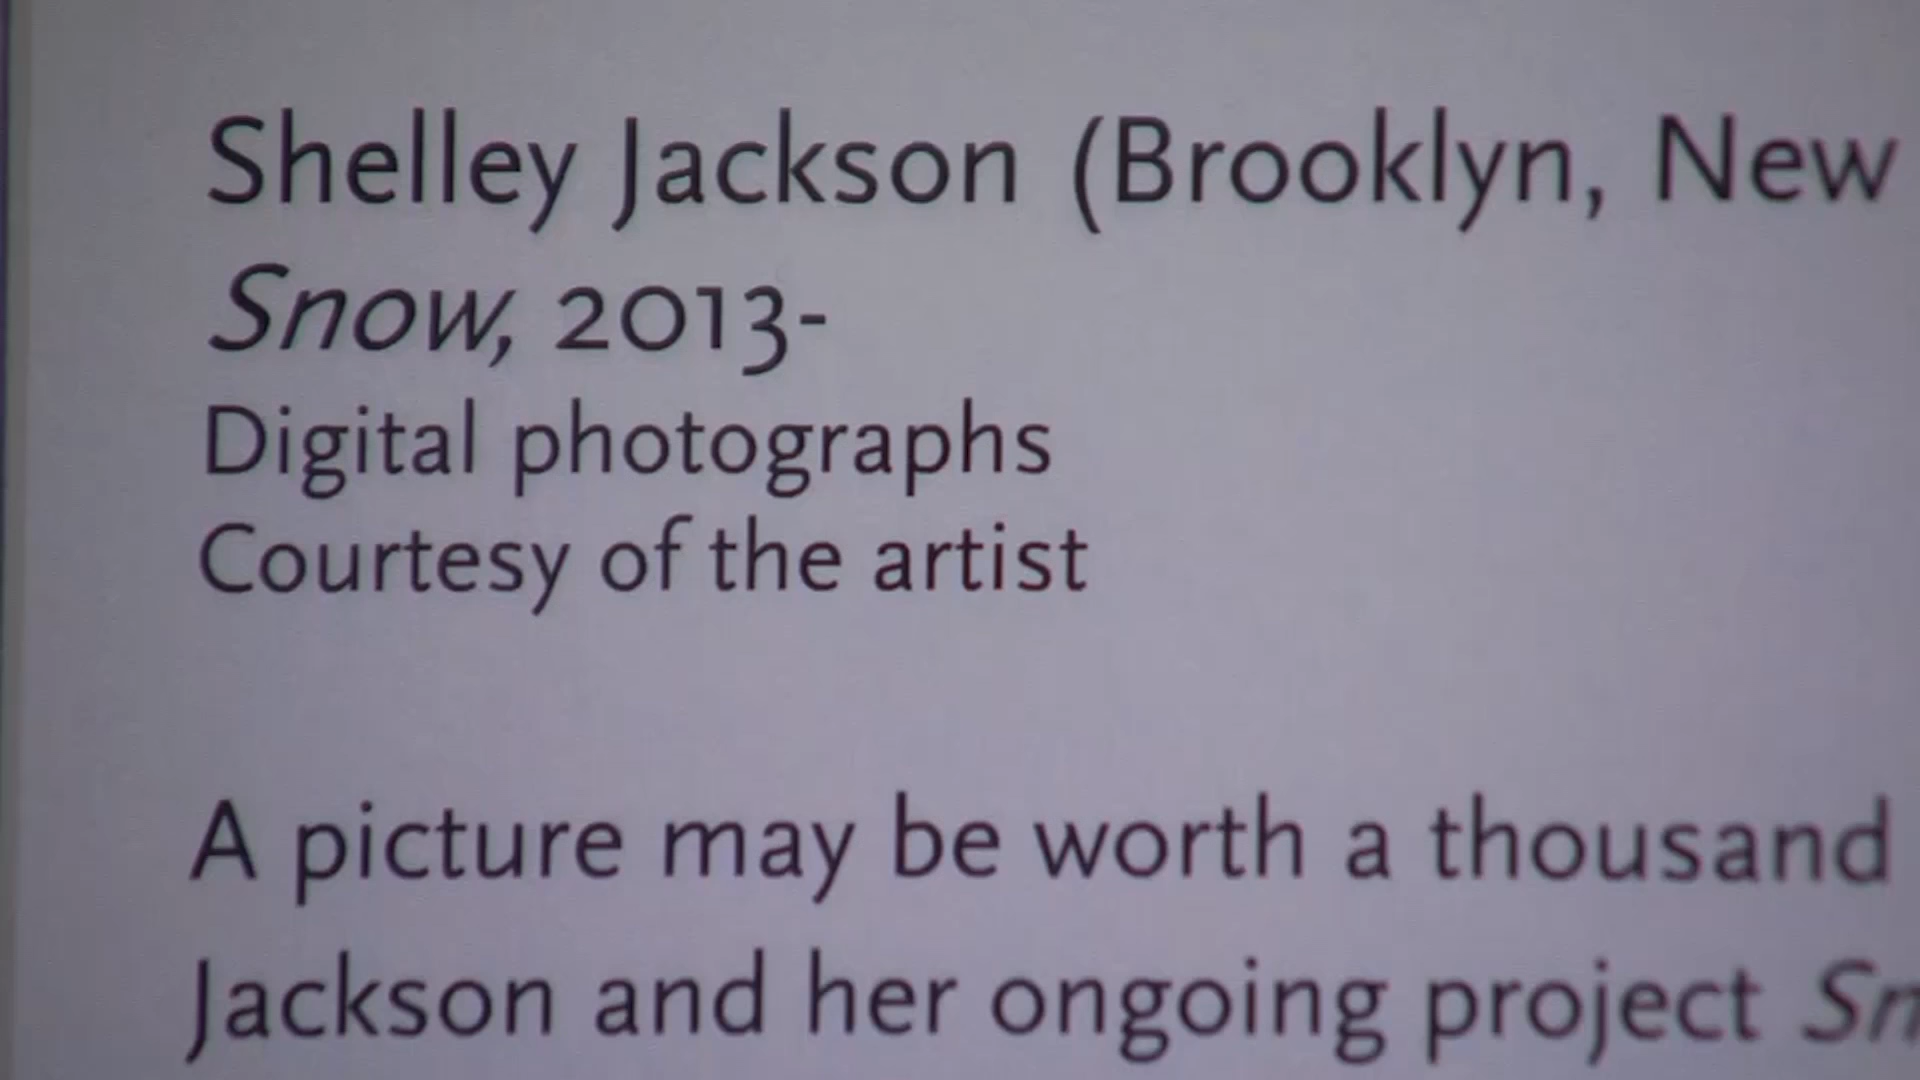 Shelley Jackson (Brooklyn, New
Snow, 2013-
Digital photographs
Courtesy of the artist
A picture may be worth a thousand
Jackson and her ongoing project Sn